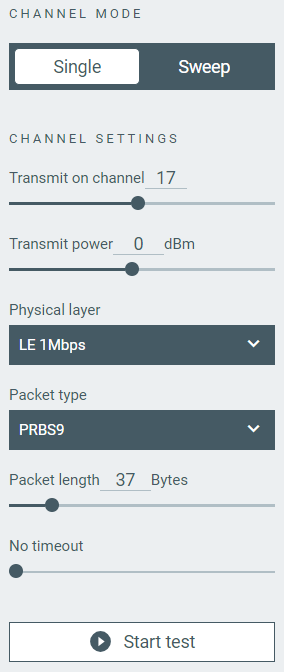 CHANNEL MODE
Single Sweep
CHANNEL SETTINGS
Transmit on channel 17
Transmit power 0 dBm
Physical layer
LE 1Mbps
Packet type
PRBS9
Packet length 37 Bytes
No timeout
Start test